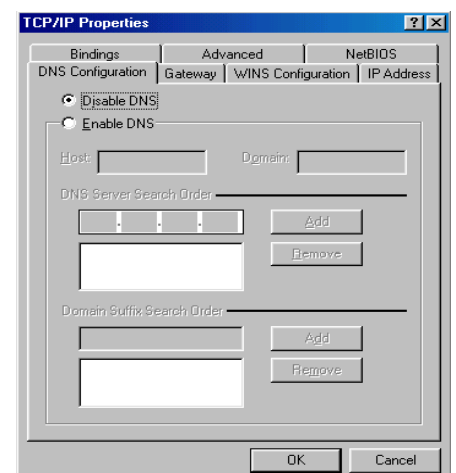 TCP/IP Properties ? X
Bindings Advanced NetBIOS
DNS Configuration Gateway WINS Configuration IP Address
Disable DNS
Enable DNS
Host: Domain:
DNS Server Search Order
. . . Add
Remove
Domain Suffix Search Order
Add
Remove
OK Cancel